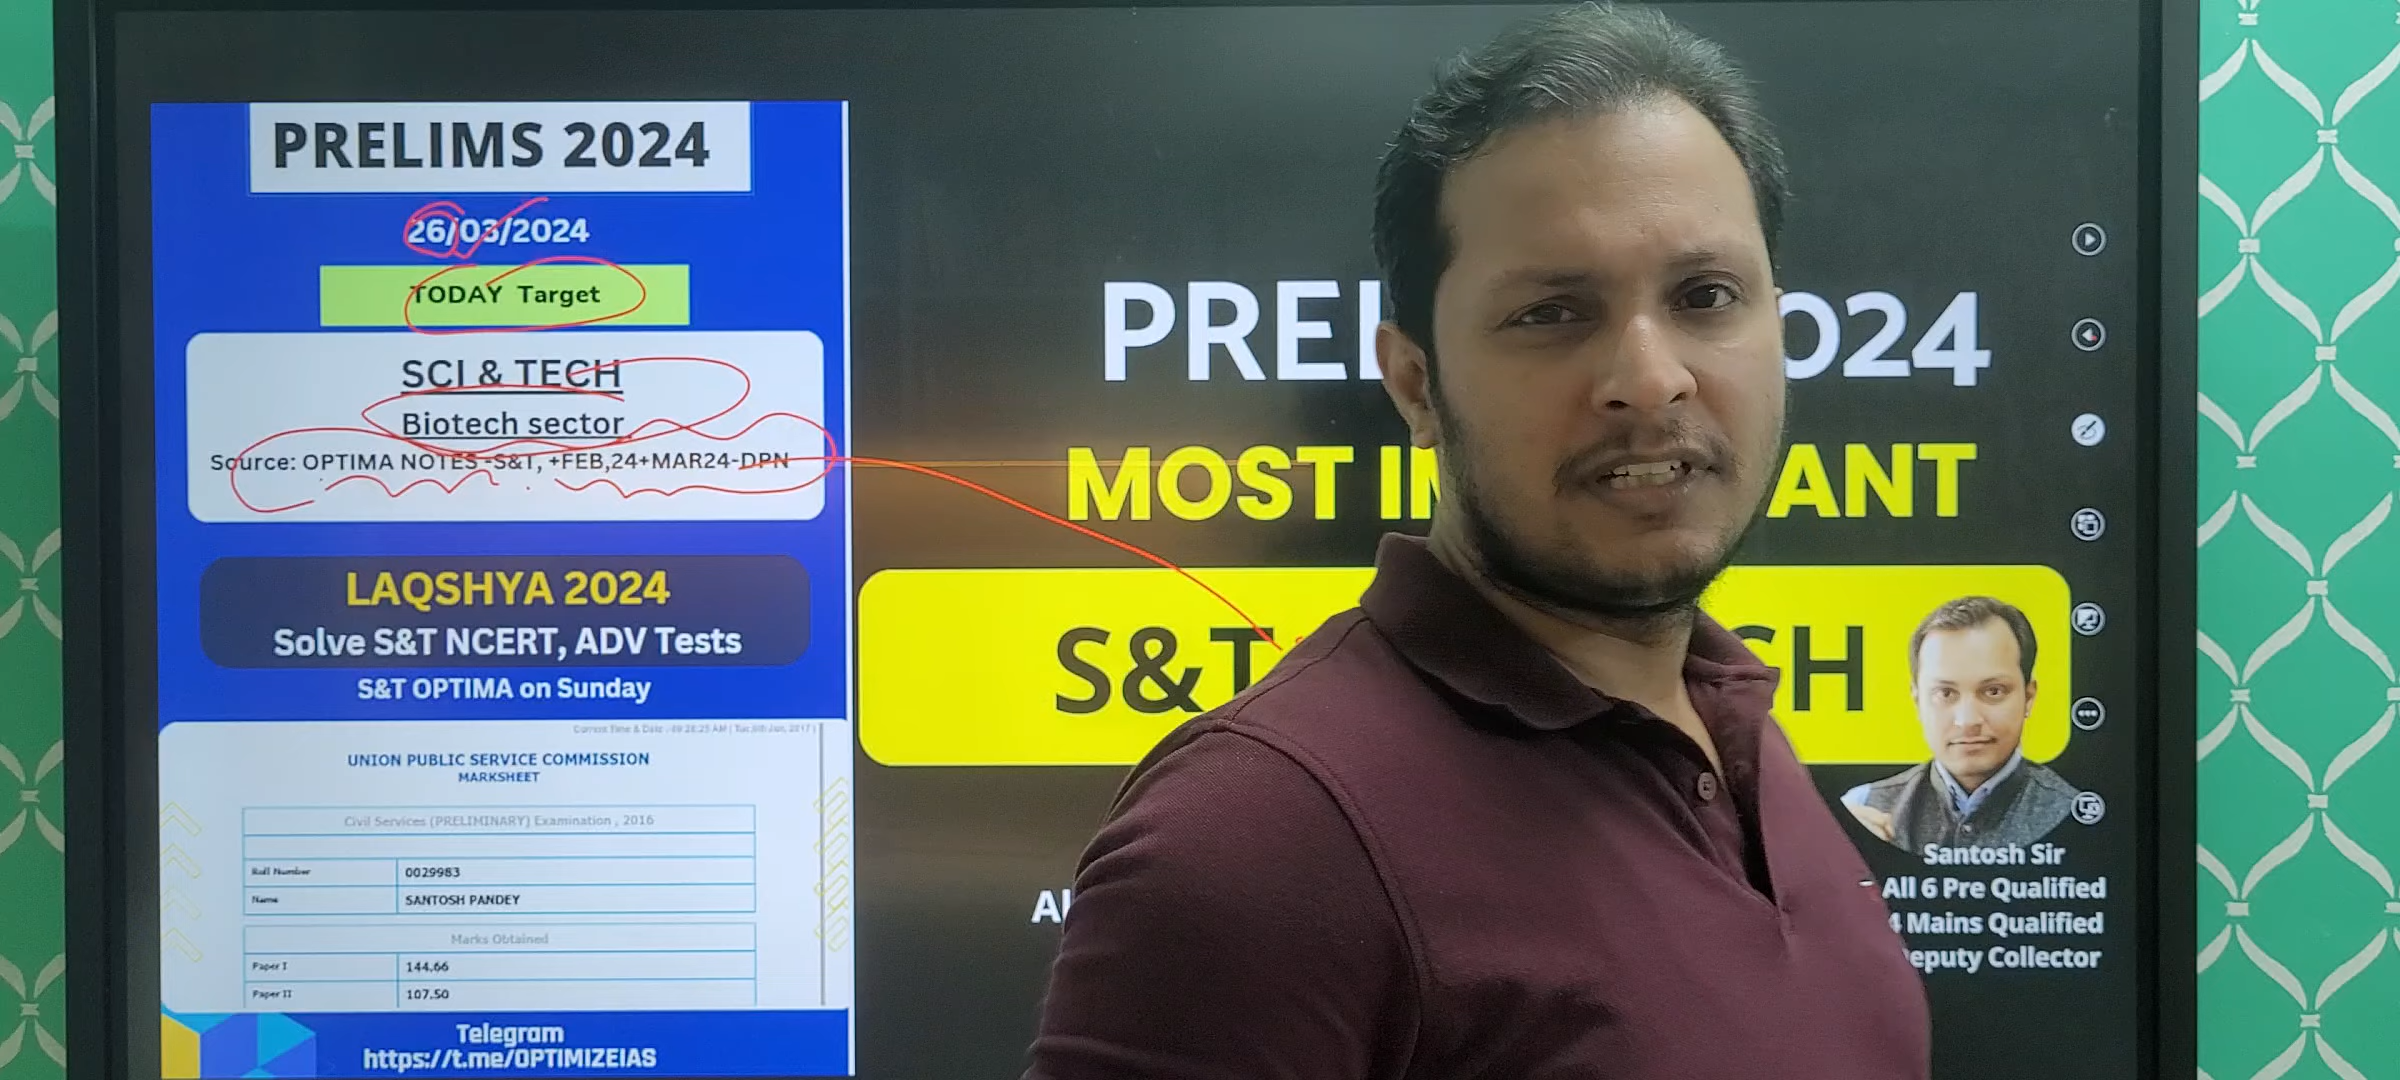 PRELIMS 2024
26/03/2024
TODAY Target
SCI & TECH
Biotech sector
Source: OPTIMA NOTES -S&T, +FEB,24+MAR24-DPN
LAQSHYA 2024
Solve S&T NCERT, ADV Tests
S&T OPTIMA on Sunday
UNION PUBLIC SERVICE COMMISSION
MARKSHEET
Civil Services (PRELIMINARY) Examination , 2016
Roll Number 0029983
Name SANTOSH PANDEY
Marks Obtained
Paper I 144.66
Paper II 107.50
Telegram
https://t.me/OPTIMIZEIAS
PREL 2024
MOST IM ANT
S&T CH
Santosh Sir
All 6 Pre Qualified
4 Mains Qualified
eputy Collector